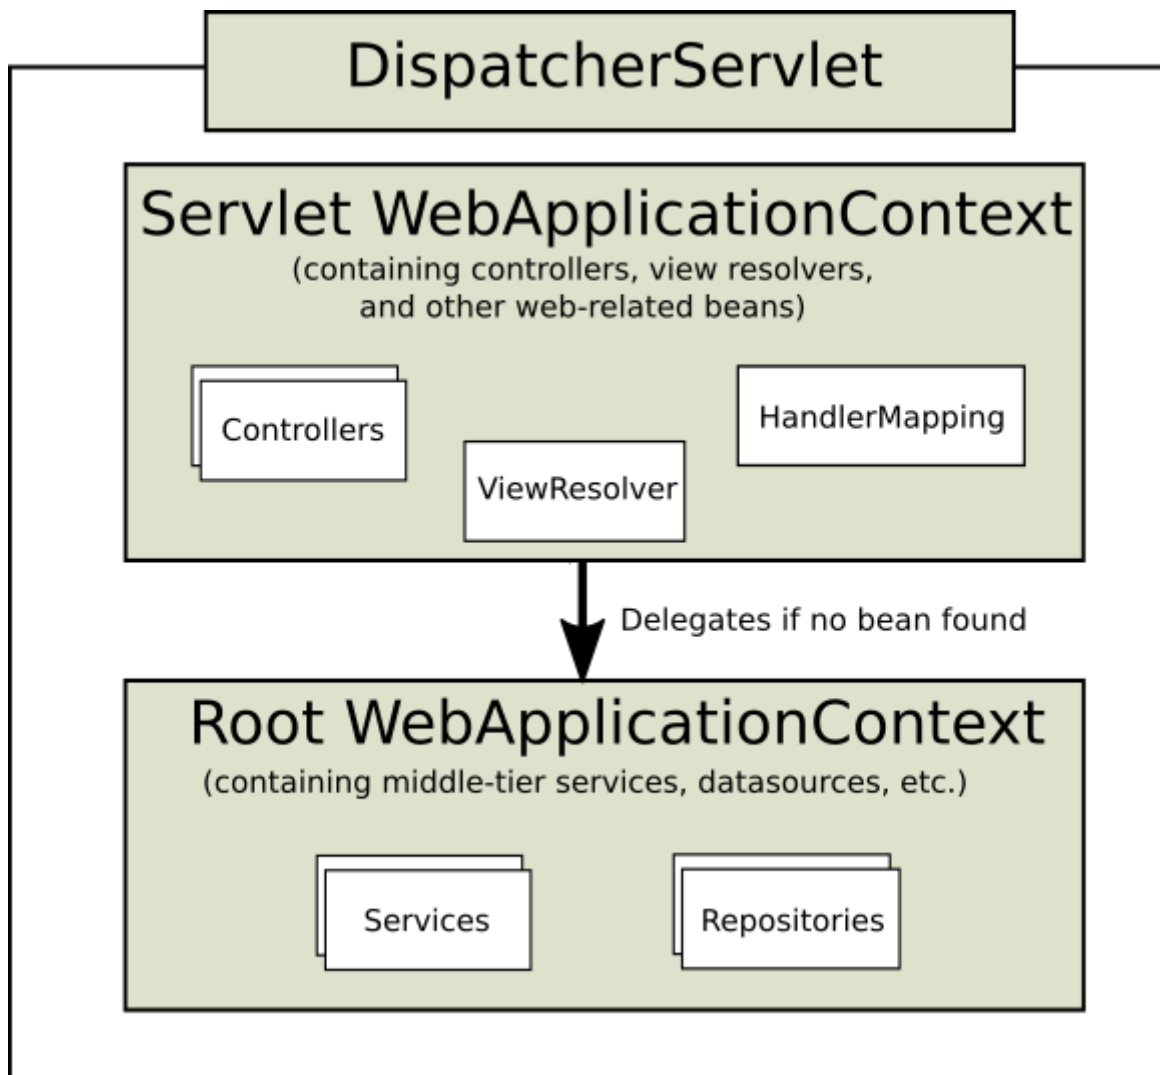 DispatcherServlet
Servlet WebApplicationContext
(containing controllers, view resolvers,
and other web-related beans)
Controllers
HandlerMapping
ViewResolver
Delegates if no bean found
Root WebApplicationContext
(containing middle-tier services, datasources, etc.)
Services
Repositories